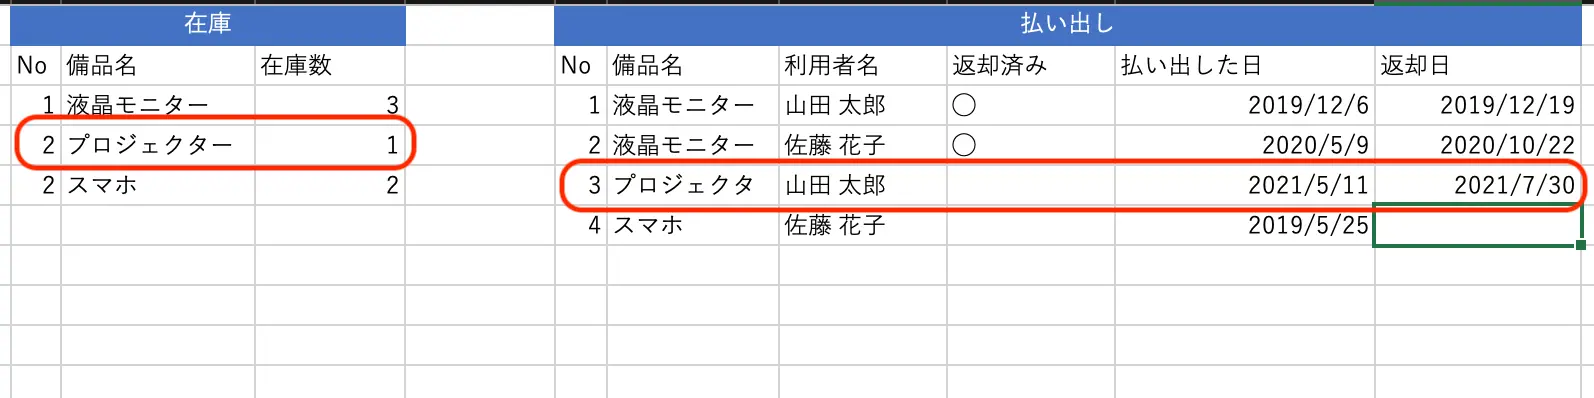 在庫 払い出し
No 備品名 在庫数 No 備品名 利用者名 返却済み 払い出した日 返却日
1 液晶モニター 3 1 液晶モニター 山田 太郎 ◯ 2019/12/6 2019/12/19
2 プロジェクター 1 2 液晶モニター 佐藤 花子 ◯ 2020/5/9 2020/10/22
2 スマホ 2 3 プロジェクタ 山田 太郎 2021/5/11 2021/7/30
4 スマホ 佐藤 花子 2019/5/25